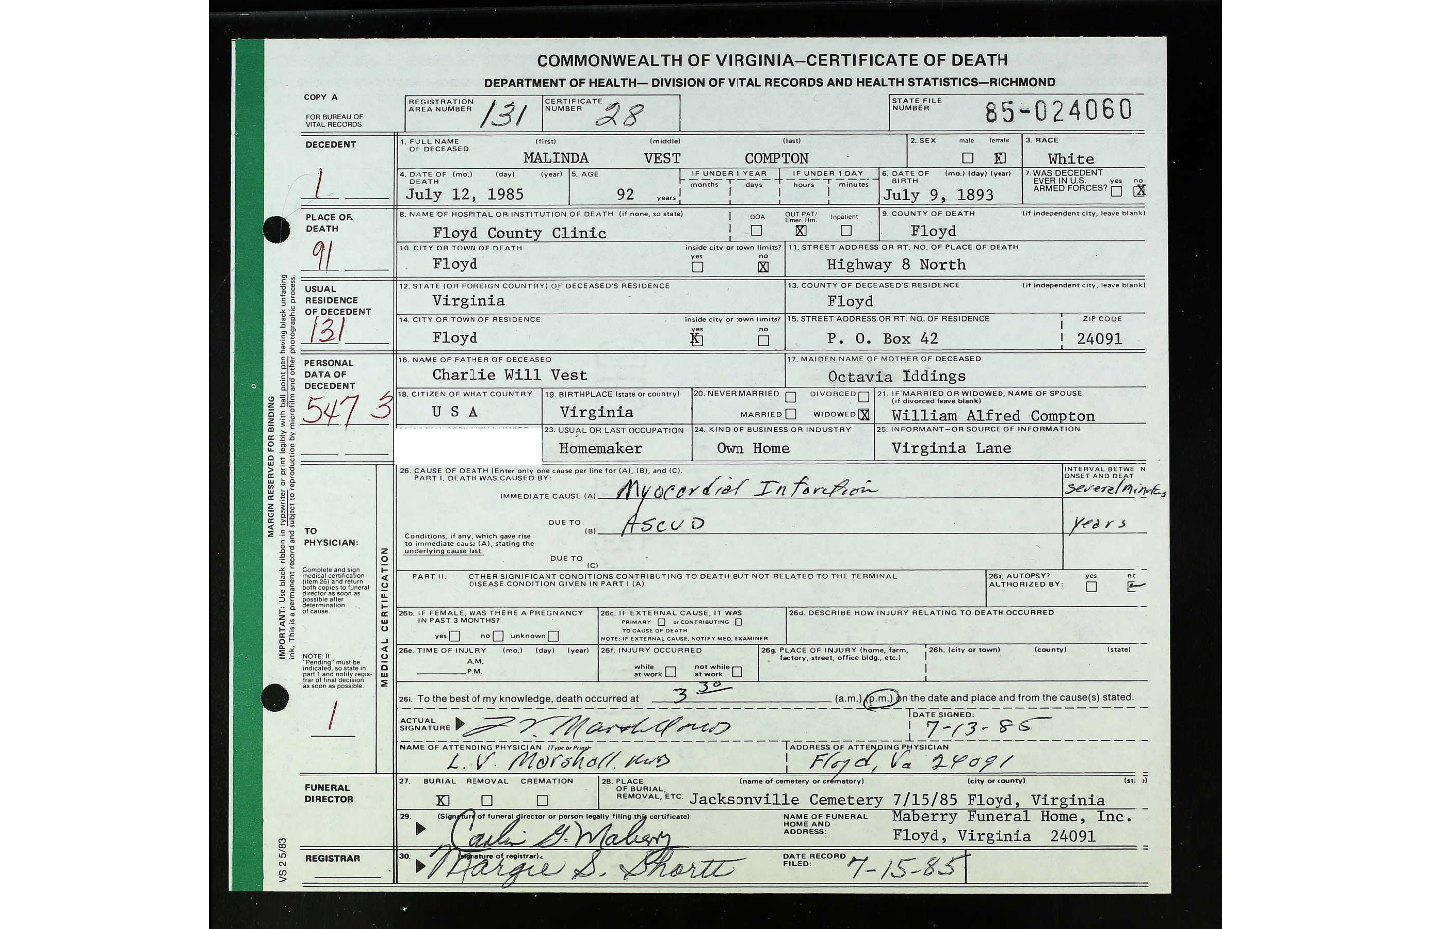 COMMONWEALTH OF VIRGINIA—CERTIFICATE OF DEATH
DEPARTMENT OF HEALTH— DIVISION OF VITAL RECORDS AND HEALTH STATISTICS—RICHMOND
COPY A
FOR BUREAU OF VITAL RECORDS
REGISTRATION AREA NUMBER 131 CERTIFICATE NUMBER 28 STATE FILE NUMBER 85-024060
DECEDENT
1
1. FULL NAME OF DECEASED (first) (middle) (last) 2. SEX male female 3. RACE
MALINDA VEST COMPTON X White
4. DATE OF DEATH (mo.) (day) (year) 5. AGE IF UNDER 1 YEAR months days IF UNDER 1 DAY hours minutes 6. DATE OF BIRTH (mo.) (day) (year) 7. WAS DECEDENT EVER IN U.S. ARMED FORCES? yes no
July 12, 1985 92 years July 9, 1893 X
PLACE OF DEATH
91
8. NAME OF HOSPITAL OR INSTITUTION OF DEATH (if none, so state) DOA OUT PAT/ Emer. Rm. Inpatient 9. COUNTY OF DEATH (if independent city, leave blank)
Floyd County Clinic X Floyd
10. CITY OR TOWN OF DEATH inside city or town limits? yes no 11. STREET ADDRESS OR RT. NO. OF PLACE OF DEATH
Floyd X Highway 8 North
USUAL RESIDENCE OF DECEDENT
131
12. STATE (OR FOREIGN COUNTRY) OF DECEASED'S RESIDENCE 13. COUNTY OF DECEASED'S RESIDENCE (if independent city, leave blank)
Virginia Floyd
14. CITY OR TOWN OF RESIDENCE inside city or town limits? yes no 15. STREET ADDRESS OR RT. NO. OF RESIDENCE ZIP CODE
Floyd X P. O. Box 42 24091
PERSONAL DATA OF DECEDENT
547 3
16. NAME OF FATHER OF DECEASED 17. MAIDEN NAME OF MOTHER OF DECEASED
Charlie Will Vest Octavia Iddings
18. CITIZEN OF WHAT COUNTRY 19. BIRTHPLACE (state or country) 20. NEVER MARRIED DIVORCED MARRIED WIDOWED X 21. IF MARRIED OR WIDOWED, NAME OF SPOUSE (if divorced leave blank)
U S A Virginia William Alfred Compton
23. USUAL OR LAST OCCUPATION 24. KIND OF BUSINESS OR INDUSTRY 25. INFORMANT—OR SOURCE OF INFORMATION
Homemaker Own Home Virginia Lane
MARGIN RESERVED FOR BINDING
IMPORTANT: Use black ribbon in typewriter or print legibly with ball point pen having black unfading
ink. This is a permanent record and subject to reproduction by microfilm and other photographic process.
MEDICAL CERTIFICATION
TO PHYSICIAN:
Complete and sign
medical certification
(item 26) and return
both copies to funeral
director as soon as
possible after
determination
of cause.
NOTE: If
"Pending" must be
indicated, so state in
part 1 and notify regis-
trar of final decision
as soon as possible.
1
26. CAUSE OF DEATH (Enter only one cause per line for (A), (B), and (C). INTERVAL BETWE N
PART I. DEATH WAS CAUSED BY: ONSET AND DEAT
IMMEDIATE CAUSE (A) Myocardial Infarction several minutes
DUE TO (B) ASCVD years
Conditions, if any, which gave rise
to immediate cause (A), stating the
underlying cause last.
DUE TO (C)
PART II. OTHER SIGNIFICANT CONDITIONS CONTRIBUTING TO DEATH BUT NOT RELATED TO THE TERMINAL
DISEASE CONDITION GIVEN IN PART I (A)
26a. AUTOPSY? AUTHORIZED BY: yes no
26b. IF FEMALE, WAS THERE A PREGNANCY IN PAST 3 MONTHS? yes no unknown
26c. IF EXTERNAL CAUSE, IT WAS PRIMARY or CONTRIBUTING TO CAUSE OF DEATH
NOTE: IF EXTERNAL CAUSE, NOTIFY MED. EXAMINER
26d. DESCRIBE HOW INJURY RELATING TO DEATH OCCURRED
26e. TIME OF INJURY (mo.) (day) (year) A.M. P.M.
26f. INJURY OCCURRED while at work not while at work
26g. PLACE OF INJURY (home, farm, factory, street, office bldg., etc.)
26h. (city or town) (county) (state)
26i. To the best of my knowledge, death occurred at 3 30 (a.m.) (p.m.) on the date and place and from the cause(s) stated.
ACTUAL SIGNATURE L V Marshall MD DATE SIGNED: 7-13-85
NAME OF ATTENDING PHYSICIAN (Type or Print) ADDRESS OF ATTENDING PHYSICIAN
L. V. Marshall, MD Floyd, Va 24091
FUNERAL DIRECTOR
27. BURIAL REMOVAL CREMATION 28. PLACE OF BURIAL, REMOVAL, ETC. (name of cemetery or crematory) (city or county)
X Jacksonville Cemetery 7/15/85 Floyd, Virginia
29. (Signature of funeral director or person legally filing this certificate) NAME OF FUNERAL HOME AND ADDRESS: Maberry Funeral Home, Inc.
Maberry Floyd, Virginia 24091
REGISTRAR
30. (signature of registrar) DATE RECORD FILED: 7-15-85
Margie S. Shortt
VS 2 5/83